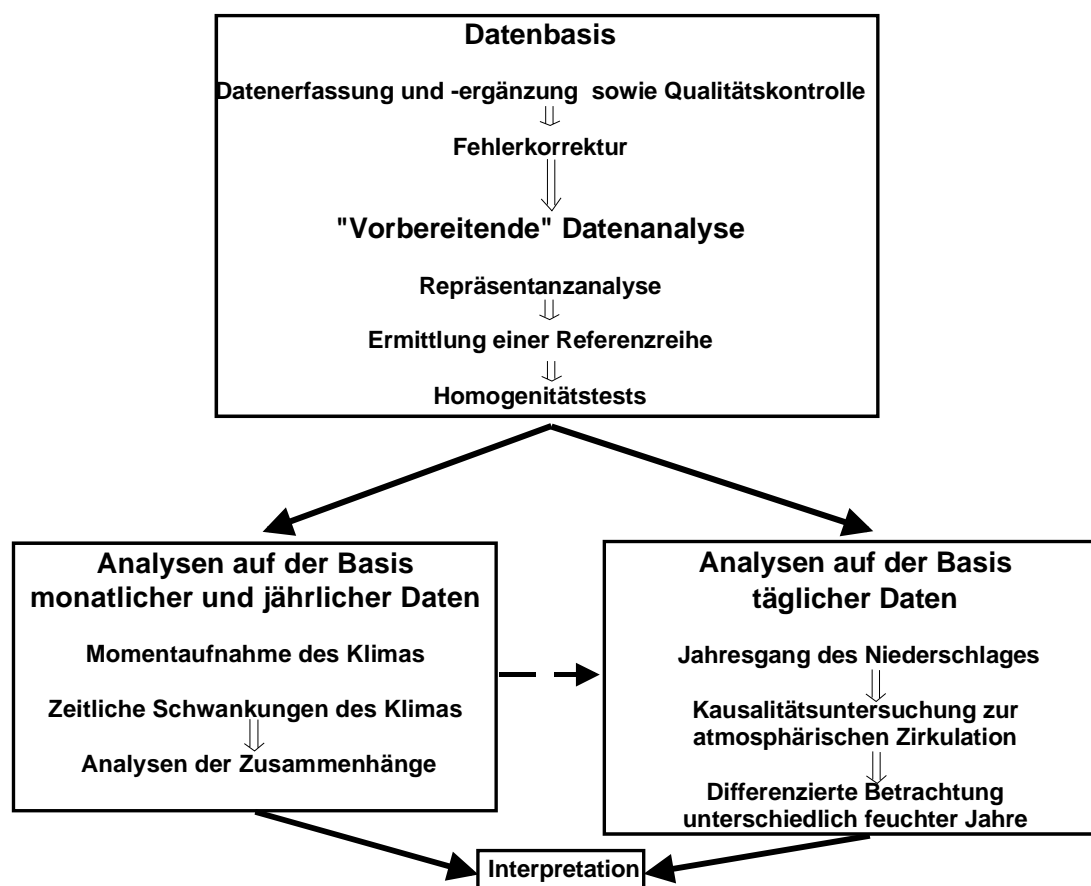 Datenbasis
Datenerfassung und -ergänzung sowie Qualitätskontrolle
Fehlerkorrektur
"Vorbereitende" Datenanalyse
Repräsentanzanalyse
Ermittlung einer Referenzreihe
Homogenitätstests
Analysen auf der Basis
monatlicher und jährlicher Daten
Momentaufnahme des Klimas
Zeitliche Schwankungen des Klimas
Analysen der Zusammenhänge
Analysen auf der Basis
täglicher Daten
Jahresgang des Niederschlages
Kausalitätsuntersuchung zur
atmosphärischen Zirkulation
Differenzierte Betrachtung
unterschiedlich feuchter Jahre
Interpretation